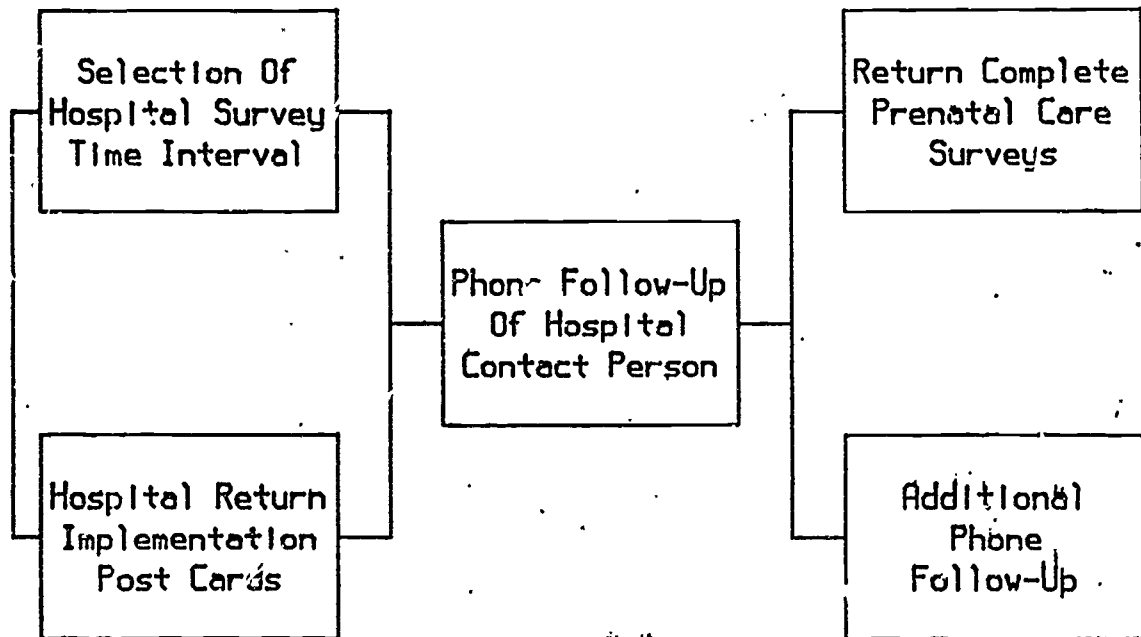 Selection Of
Hospital Survey
Time Interval
Hospital Return
Implementation
Post Cards
Follow-Up
Of Hospital
Contact Person
Return Complete
Prenatal Care
Surveys
Additional
Phone
Follow-Up